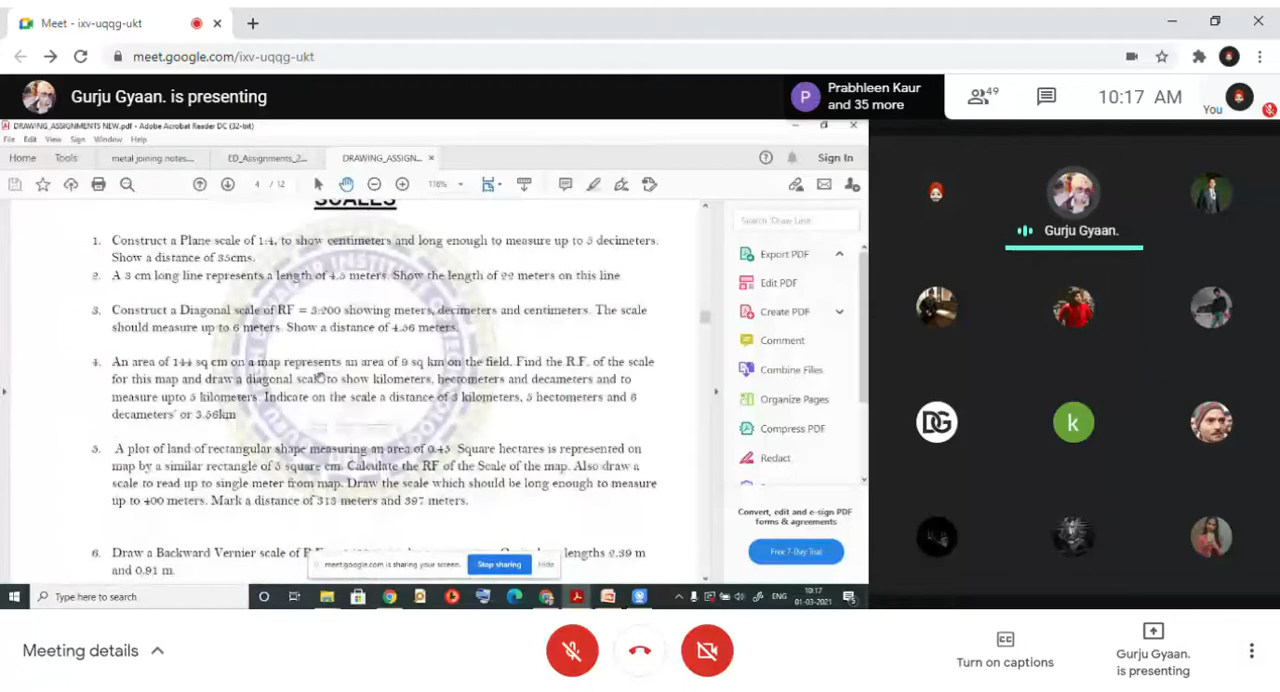 Meet - ixv-uqqg-ukt
meet.google.com/ixv-uqqg-ukt
Gurju Gyaan. is presenting
P
Prabhleen Kaur
and 35 more
49
10:17 AM
You
DRAWING_ASSIGNMENTS NEW.pdf - Adobe Acrobat Reader DC (32-bit)
File Edit View Sign Window Help
Home Tools metal joining notes... ED_Assignments_2... DRAWING_ASSIGN... × Sign In
4 / 12 116%
SCALES
1. Construct a Plane scale of 1:4, to show centimeters and long enough to measure up to 5 decimeters.
Show a distance of 35cms.
2. A 3 cm long line represents a length of 4.5 meters. Show the length of 22 meters on this line
3. Construct a Diagonal scale of RF = 3:200 showing meters, decimeters and centimeters. The scale
should measure up to 6 meters. Show a distance of 4.56 meters.
4. An area of 144 sq cm on a map represents an area of 9 sq km on the field. Find the R.F. of the scale
for this map and draw a diagonal scale to show kilometers, hectometers and decameters and to
measure upto 5 kilometers. Indicate on the scale a distance of 3 kilometers, 5 hectometers and 6
decameters' or 3.56km
5. A plot of land of rectangular shape measuring an area of 0.45 Square hectares is represented on
map by a similar rectangle of 5 square cm. Calculate the RF of the Scale of the map. Also draw a
scale to read up to single meter from map. Draw the scale which should be long enough to measure
up to 400 meters. Mark a distance of 313 meters and 397 meters.
6. Draw a Backward Vernier scale of lengths 2.39 m
and 0.91 m.
meet.google.com is sharing your screen. Stop sharing Hide
Export PDF
Edit PDF
Create PDF
Comment
Combine Files
Organize Pages
Compress PDF
Redact
Convert, edit and e-sign PDF
forms & agreements
Free 7-Day Trial
Type here to search
ENG
10:17
01-03-2021
Gurju Gyaan.
DG
k
Meeting details
Turn on captions
Gurju Gyaan.
is presenting